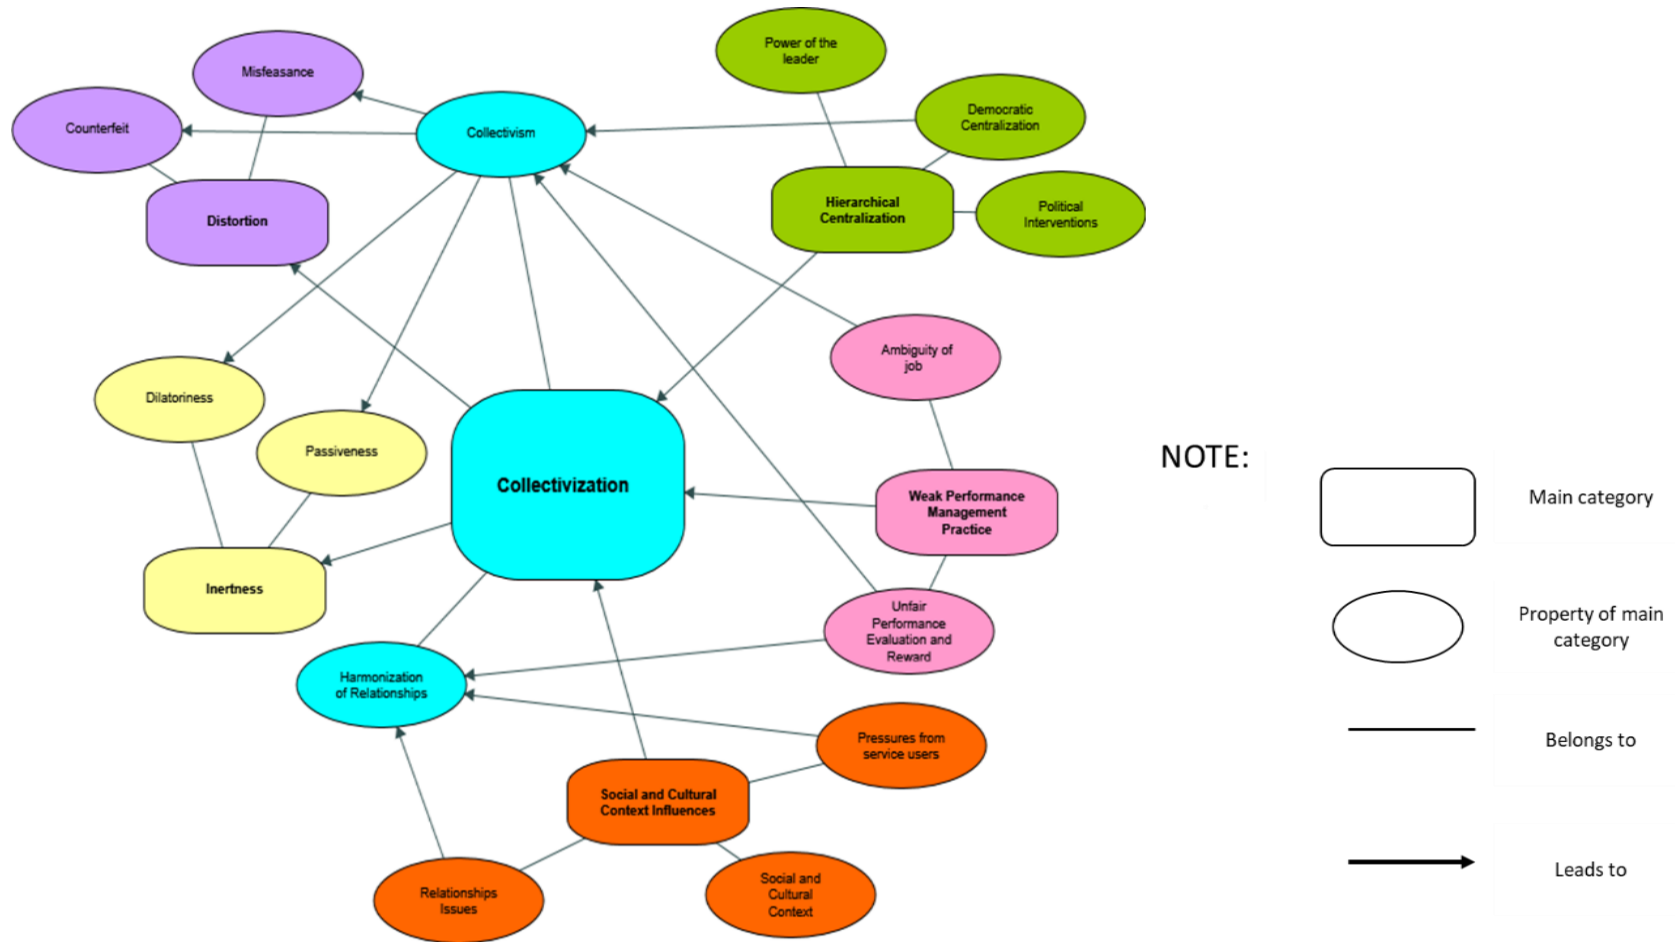 Power of the
leader
Misfeasance
Democratic
Centralization
Counterfeit
Collectivism
Hierarchical
Centralization
Political
Interventions
Distortion
Ambiguity of
job
Dilatoriness
Passiveness
NOTE:
Collectivization
Weak Performance
Management
Practice
Main category
Inertness
Unfair
Performance
Evaluation and
Reward
Property of main
category
Harmonization
of Relationships
Pressures from
service users
Belongs to
Social and Cultural
Context Influences
Relationships
Issues
Social and
Cultural
Context
Leads to